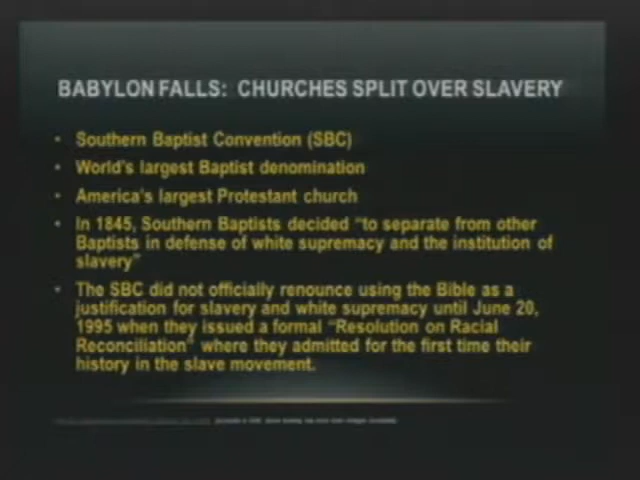 BABYLON FALLS: CHURCHES SPLIT OVER SLAVERY
• Southern Baptist Convention (SBC)
• World's largest Baptist denomination
• America's largest Protestant church
• In 1845, Southern Baptists decided "to separate from other
Baptists in defense of white supremacy and the institution of
slavery"
• The SBC did not officially renounce using the Bible as a
justification for slavery and white supremacy until June 20,
1995 when they issued a formal "Resolution on Racial
Reconciliation" where they admitted for the first time their
history in the slave movement.